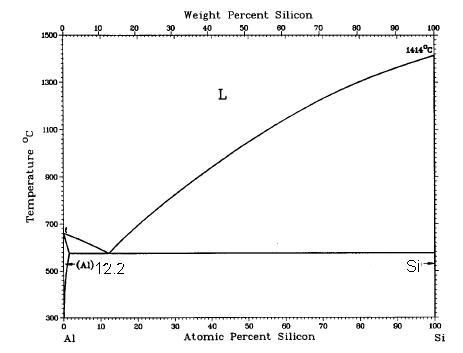 Weight Percent Silicon
0 10 20 30 40 50 60 70 80 90 100
1500
1414°C
1300
L
1100
Temperature °C
900
700
500
(Al) 12.2 Si
300
0 10 20 30 40 50 60 70 80 90 100
Al Atomic Percent Silicon Si